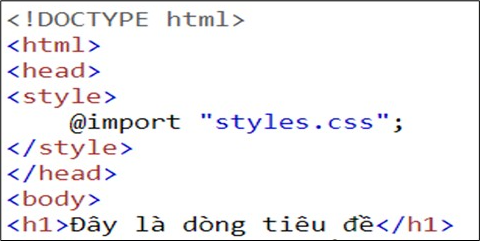 <!DOCTYPE html>
<html>
<head>
<style>
@import "styles.css";
</style>
</head>
<body>
<h1>Đây là dòng tiêu đề</h1>